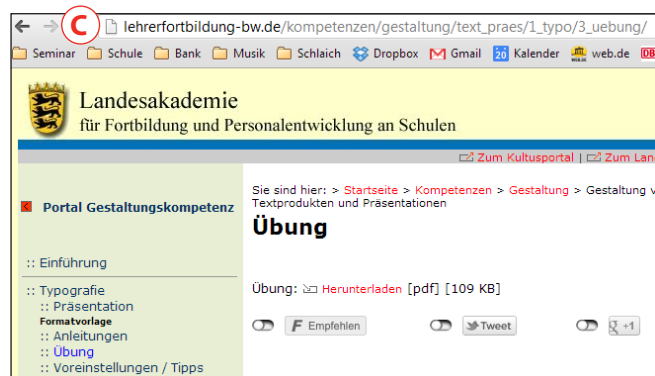 C
lehrerfortbildung-bw.de/kompetenzen/gestaltung/text_praes/1_typo/3_uebung/
Seminar Schule Bank Musik Schlaich Dropbox Gmail 20 Kalender web.de DB
Landesakademie
für Fortbildung und Personalentwicklung an Schulen
Zum Kultusportal | Zum Lan
Portal Gestaltungskompetenz
:: Einführung
:: Typografie
:: Präsentation
Formatvorlage
:: Anleitungen
:: Übung
:: Voreinstellungen / Tipps
Sie sind hier: > Startseite > Kompetenzen > Gestaltung > Gestaltung v
Textprodukten und Präsentationen
Übung
Übung: Herunterladen [pdf] [109 KB]
F Empfehlen Tweet +1